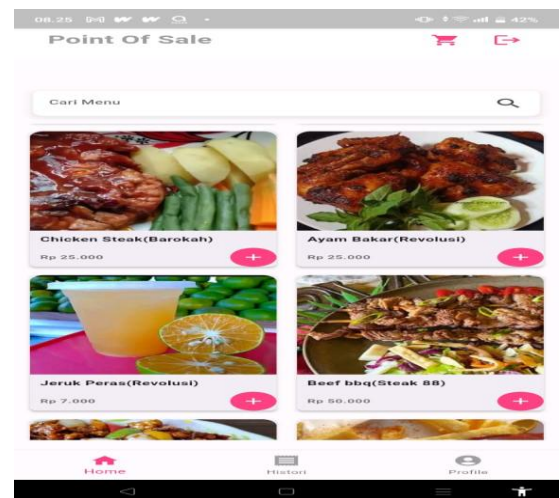 08.25
42%
Point Of Sale
Cari Menu
Chicken Steak(Barokah)
Rp 25.000
Ayam Bakar(Revolusi)
Rp 25.000
Jeruk Peras(Revolusi)
Rp 7.000
Beef bbq(Steak 88)
Rp 50.000
Home
Histori
Profile